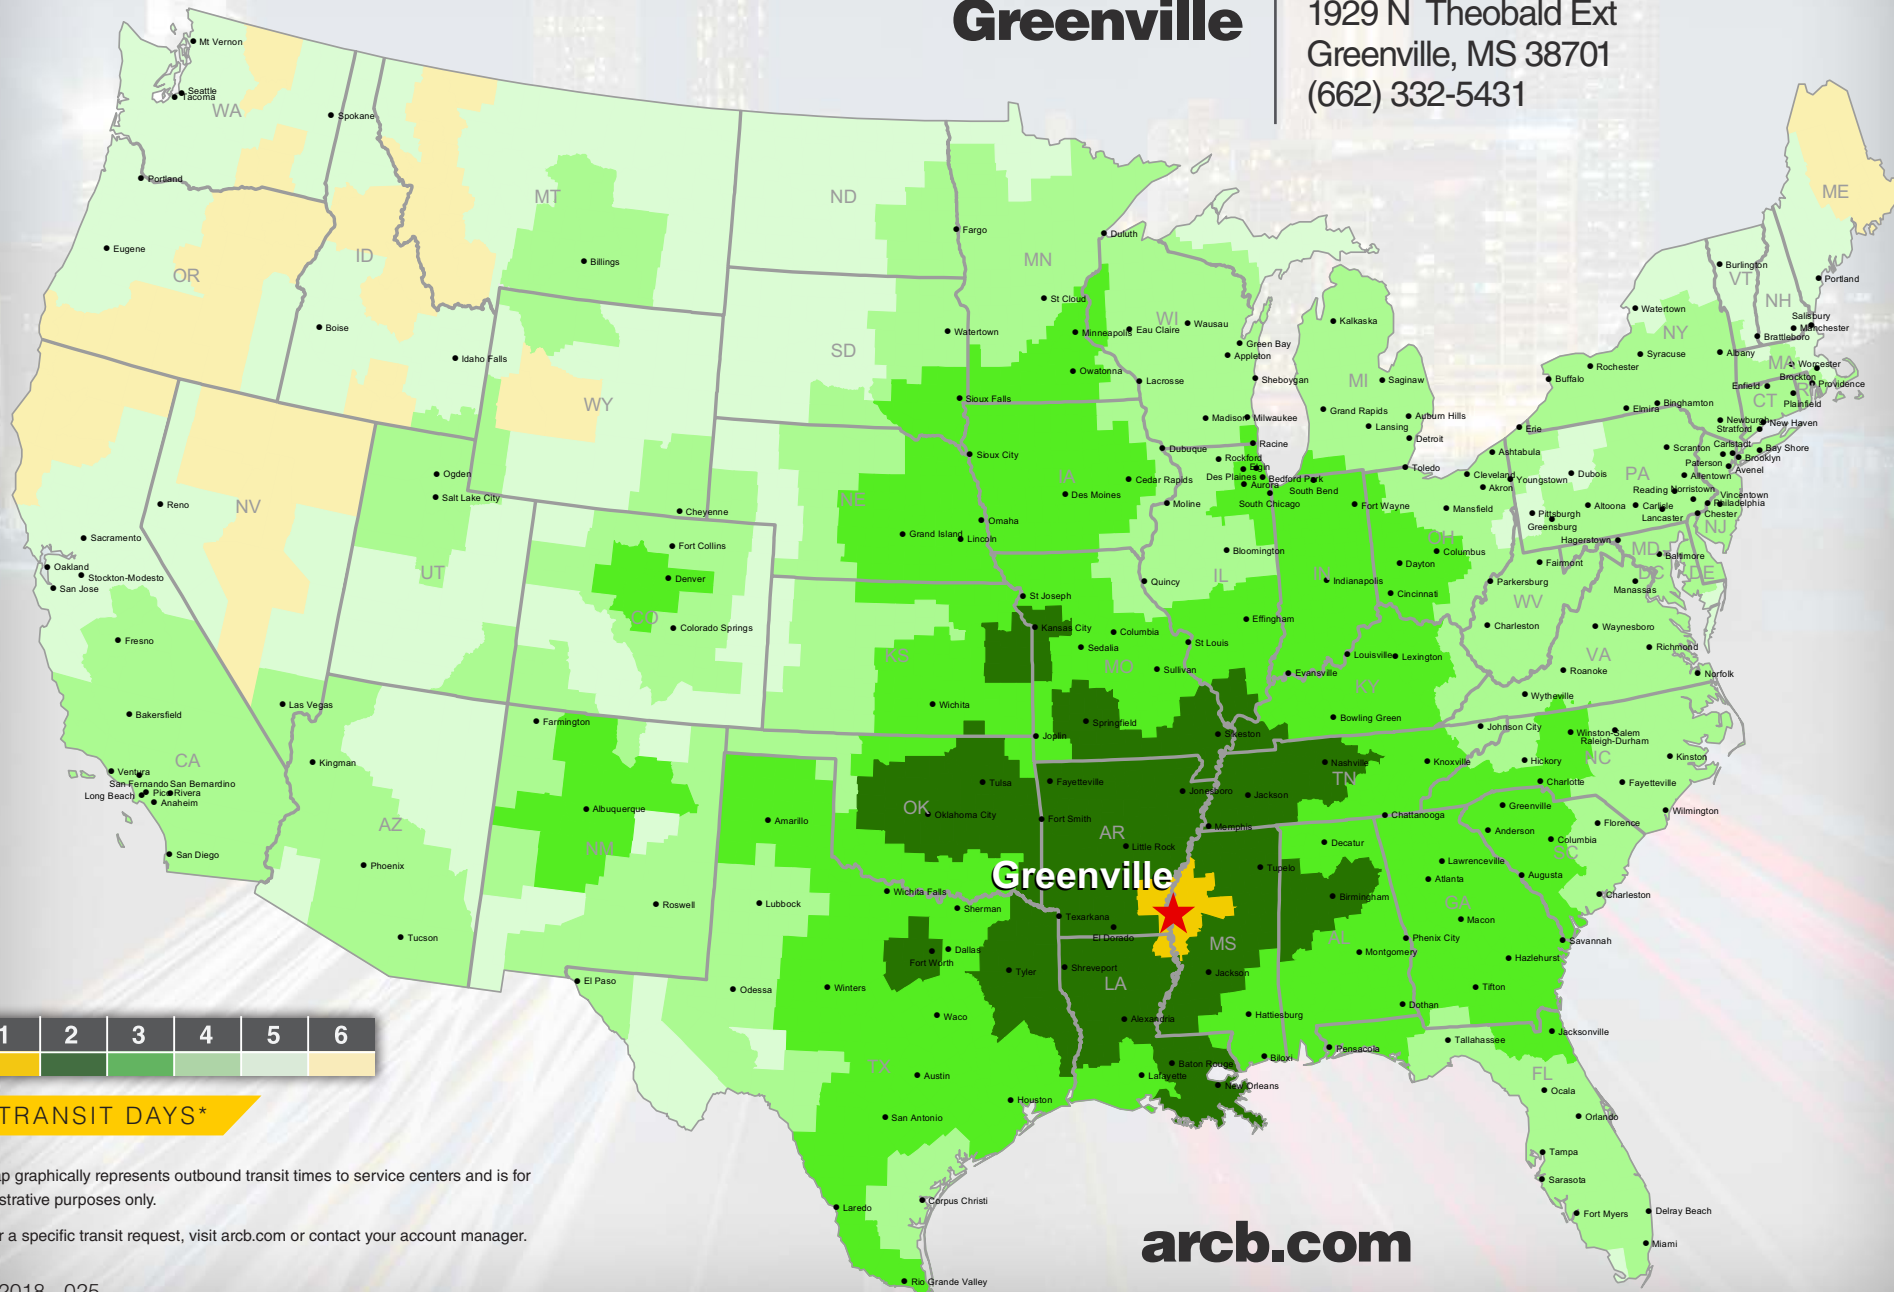 Greenville
1929 N Theobald Ext
Greenville, MS 38701
(662) 332-5431
Mt Vernon
Seattle
Tacoma
WA
Spokane
Portland
Eugene
OR
ID
Boise
Idaho Falls
MT
Billings
ND
Fargo
MN
Duluth
St Cloud
Minneapolis
Owatonna
SD
Watertown
Sioux Falls
WY
Cheyenne
WI
Eau Claire
Wausau
Green Bay
Appleton
Sheboygan
Lacrosse
Madison
Milwaukee
Racine
MI
Kalkaska
Saginaw
Grand Rapids
Lansing
Auburn Hills
Detroit
ME
Portland
VT
Burlington
NH
Salisbury
Manchester
Brattleboro
NY
Watertown
Syracuse
Rochester
Buffalo
Albany
Elmira
Binghamton
Newburgh
MA
Worcester
Brockton
RI
Providence
Plainfield
CT
Enfield
Stratford
New Haven
Bay Shore
Brooklyn
Carlstadt
Paterson
Avenel
PA
Erie
Scranton
Allentown
Dubois
Reading
Norristown
Vincentown
Philadelphia
Chester
Pittsburgh
Greensburg
Altoona
Carlisle
Lancaster
NJ
Hagerstown
MD
Baltimore
DC
DE
Manassas
OH
Toledo
Cleveland
Ashtabula
Akron
Youngstown
Mansfield
Columbus
Dayton
Cincinnati
WV
Fairmont
Parkersburg
Charleston
VA
Waynesboro
Richmond
Roanoke
Norfolk
Wytheville
IN
South Bend
Fort Wayne
Indianapolis
Evansville
IL
Rockford
Elgin
Des Plaines
Bedford Park
Aurora
South Chicago
Bloomington
Quincy
Effingham
IA
Dubuque
Sioux City
Cedar Rapids
Des Moines
Moline
NE
Omaha
Grand Island
Lincoln
KS
Wichita
MO
St Joseph
Kansas City
Columbia
Sedalia
St Louis
Sullivan
Springfield
Joplin
Sikeston
KY
Louisville
Lexington
Bowling Green
TN
Nashville
Jackson
Memphis
Knoxville
Johnson City
Chattanooga
NC
Winston-Salem
Raleigh-Durham
Hickory
Charlotte
Kinston
Fayetteville
Wilmington
SC
Greenville
Anderson
Florence
Columbia
Charleston
GA
Lawrenceville
Atlanta
Augusta
Macon
Savannah
Hazlehurst
Tifton
AL
Decatur
Birmingham
Phenix City
Montgomery
Dothan
MS
Tupelo
Jackson
Hattiesburg
Biloxi
FL
Pensacola
Tallahassee
Jacksonville
Ocala
Orlando
Tampa
Sarasota
Fort Myers
Delray Beach
Miami
LA
Shreveport
Alexandria
Baton Rouge
Lafayette
New Orleans
AR
Fayetteville
Jonesboro
Fort Smith
Little Rock
Texarkana
El Dorado
Greenville
OK
Tulsa
Oklahoma City
TX
Amarillo
Wichita Falls
Sherman
Lubbock
Dallas
Fort Worth
Tyler
El Paso
Odessa
Winters
Waco
Austin
Houston
San Antonio
Corpus Christi
Laredo
Rio Grande Valley
NM
Farmington
Albuquerque
Roswell
CO
Fort Collins
Denver
Colorado Springs
UT
Ogden
Salt Lake City
AZ
Kingman
Phoenix
Tucson
NV
Reno
Las Vegas
CA
Sacramento
Oakland
Stockton-Modesto
San Jose
Fresno
Bakersfield
Ventura
San Fernando
San Bernardino
Pico Rivera
Long Beach
Anaheim
San Diego
1 2 3 4 5 6
TRANSIT DAYS*
ap graphically represents outbound transit times to service centers and is for
strative purposes only.
r a specific transit request, visit arcb.com or contact your account manager.
arcb.com